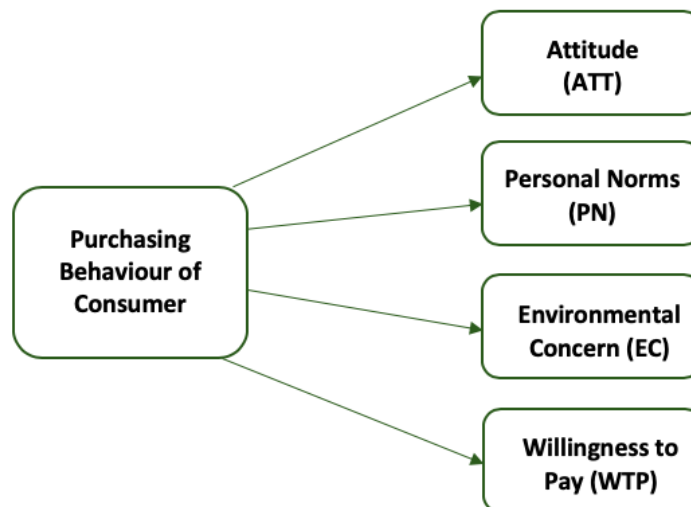 Attitude
(ATT)
Personal Norms
(PN)
Purchasing
Behaviour of
Consumer
Environmental
Concern (EC)
Willingness to
Pay (WTP)